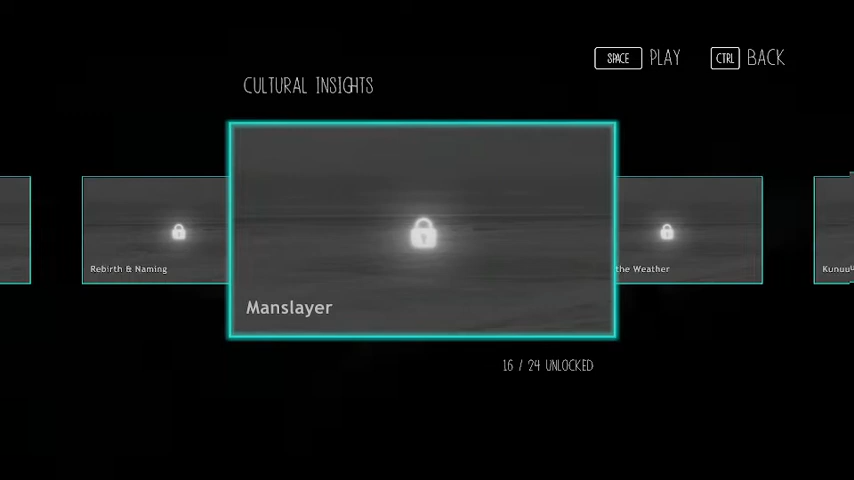 SPACE PLAY CTRL BACK
CULTURAL INSIGHTS
Rebirth & Naming
Manslayer
the Weather
16 / 24 UNLOCKED